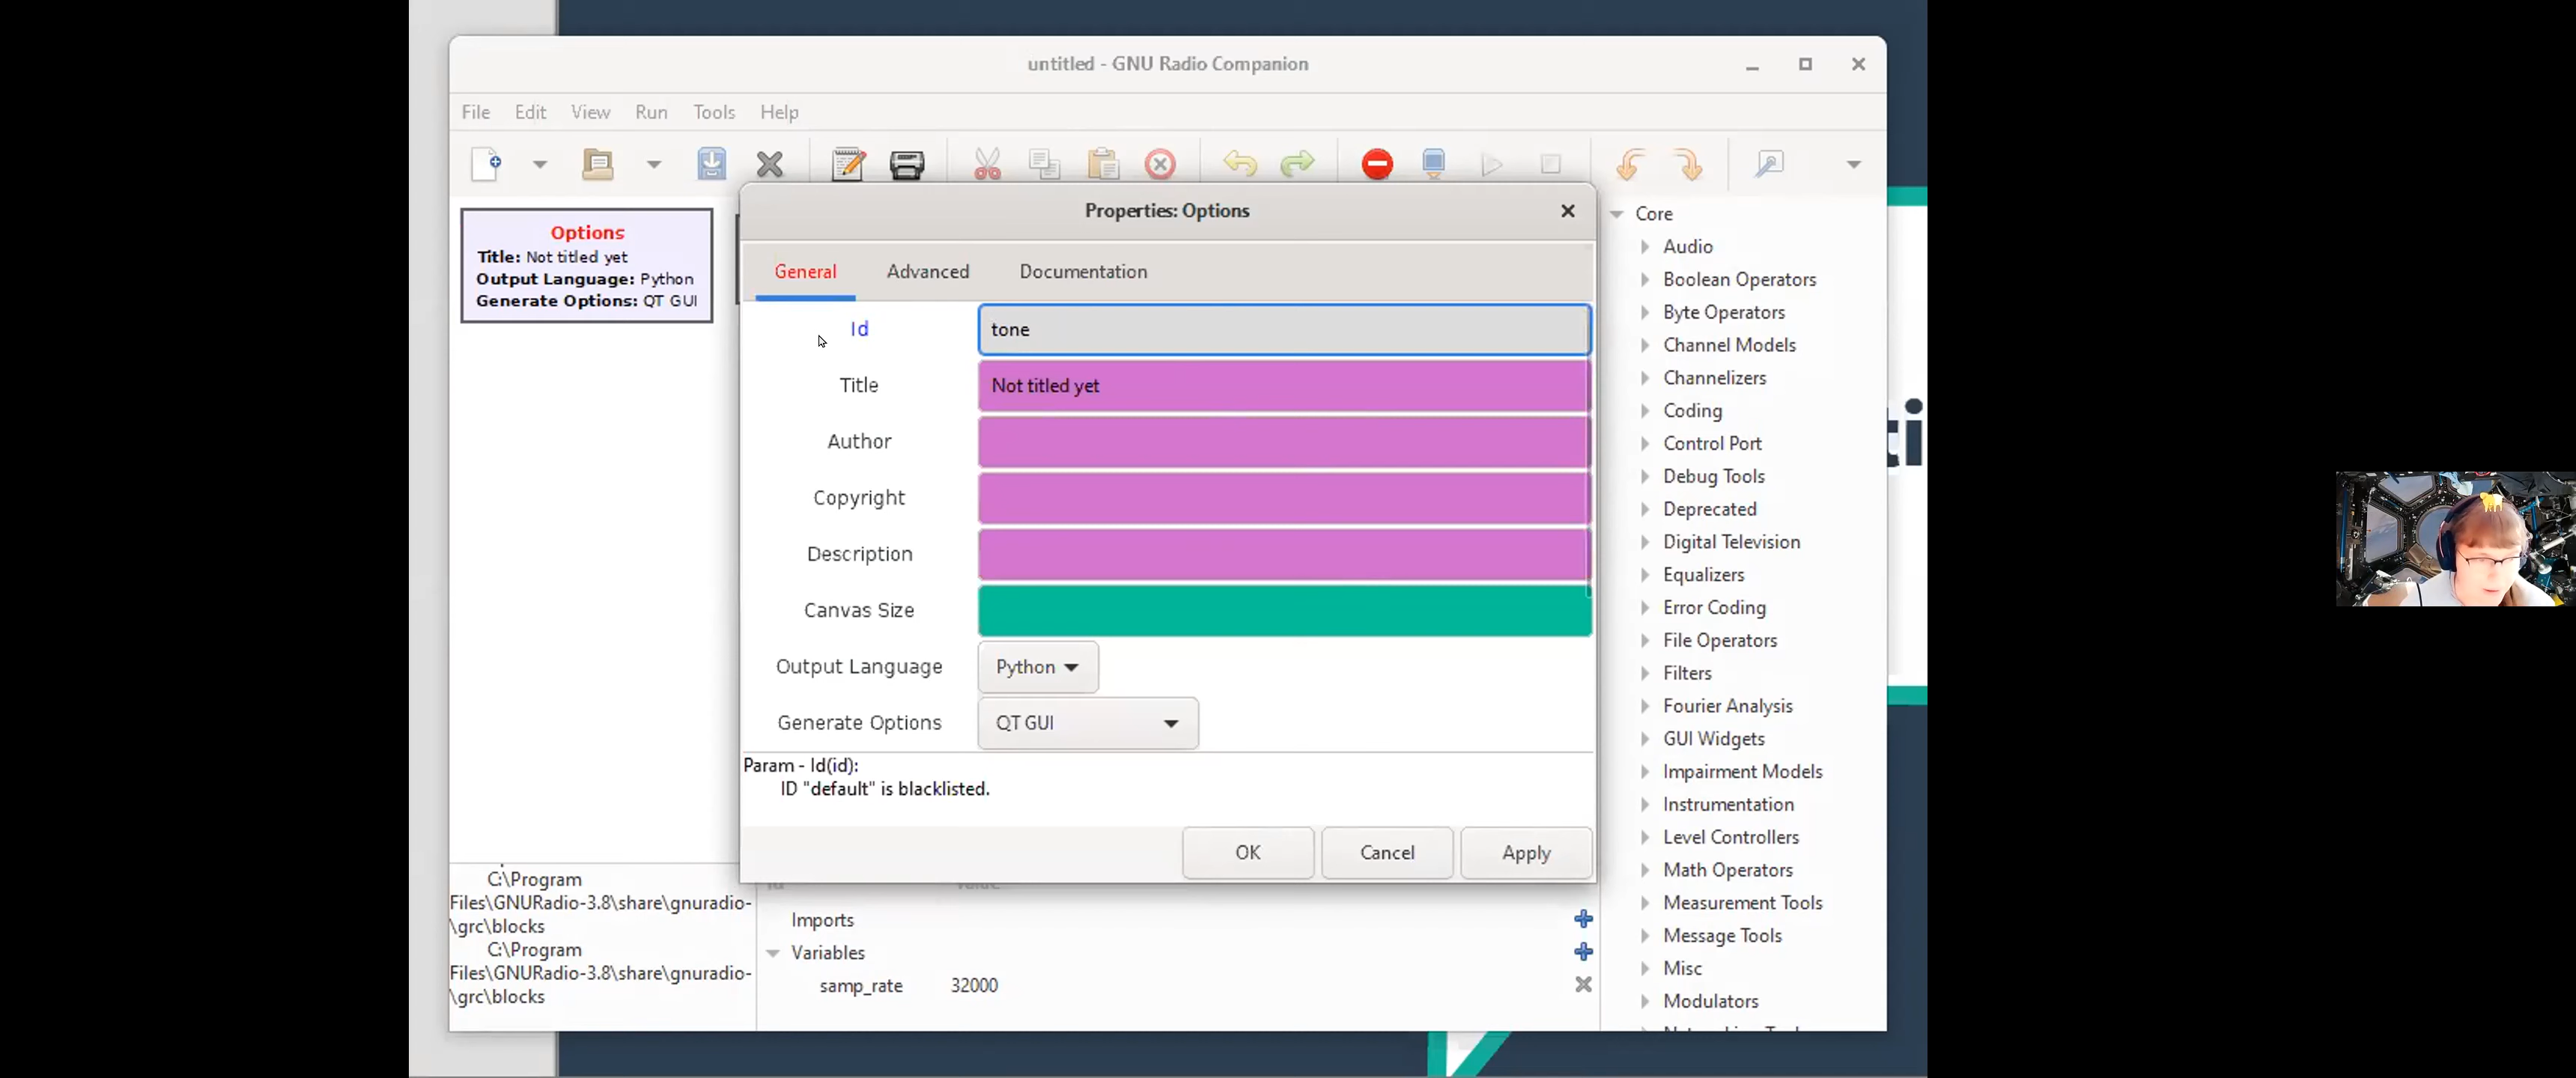 untitled - GNU Radio Companion
File Edit View Run Tools Help
Options
Title: Not titled yet
Output Language: Python
Generate Options: QT GUI
Properties: Options
General Advanced Documentation
Id tone
Title Not titled yet
Author
Copyright
Description
Canvas Size
Output Language Python
Generate Options QT GUI
Param - Id(id):
ID "default" is blacklisted.
OK Cancel Apply
C:\Program
Files\GNURadio-3.8\share\gnuradio-
\grc\blocks
C:\Program
Files\GNURadio-3.8\share\gnuradio-
\grc\blocks
Imports
Variables
samp_rate 32000
Core
Audio
Boolean Operators
Byte Operators
Channel Models
Channelizers
Coding
Control Port
Debug Tools
Deprecated
Digital Television
Equalizers
Error Coding
File Operators
Filters
Fourier Analysis
GUI Widgets
Impairment Models
Instrumentation
Level Controllers
Math Operators
Measurement Tools
Message Tools
Misc
Modulators